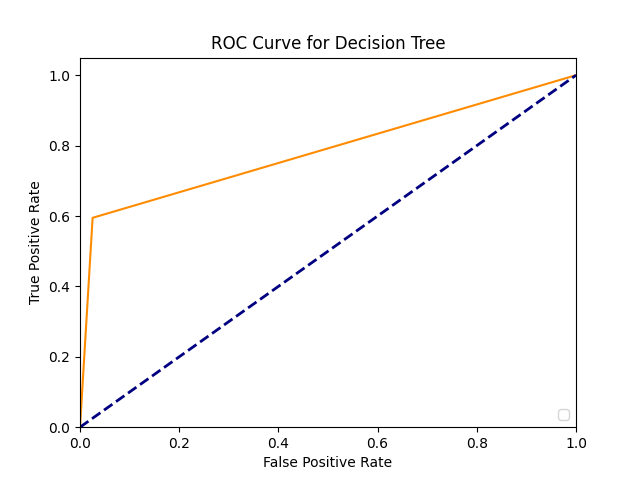 ROC Curve for Decision Tree
1.0
0.8
0.6
0.4
0.2
0.0
True Positive Rate
0.0 0.2 0.4 0.6 0.8 1.0
False Positive Rate